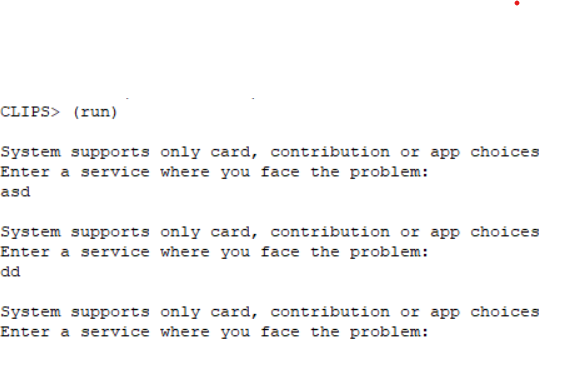 CLIPS> (run)
System supports only card, contribution or app choices
Enter a service where you face the problem:
asd
System supports only card, contribution or app choices
Enter a service where you face the problem:
dd
System supports only card, contribution or app choices
Enter a service where you face the problem: